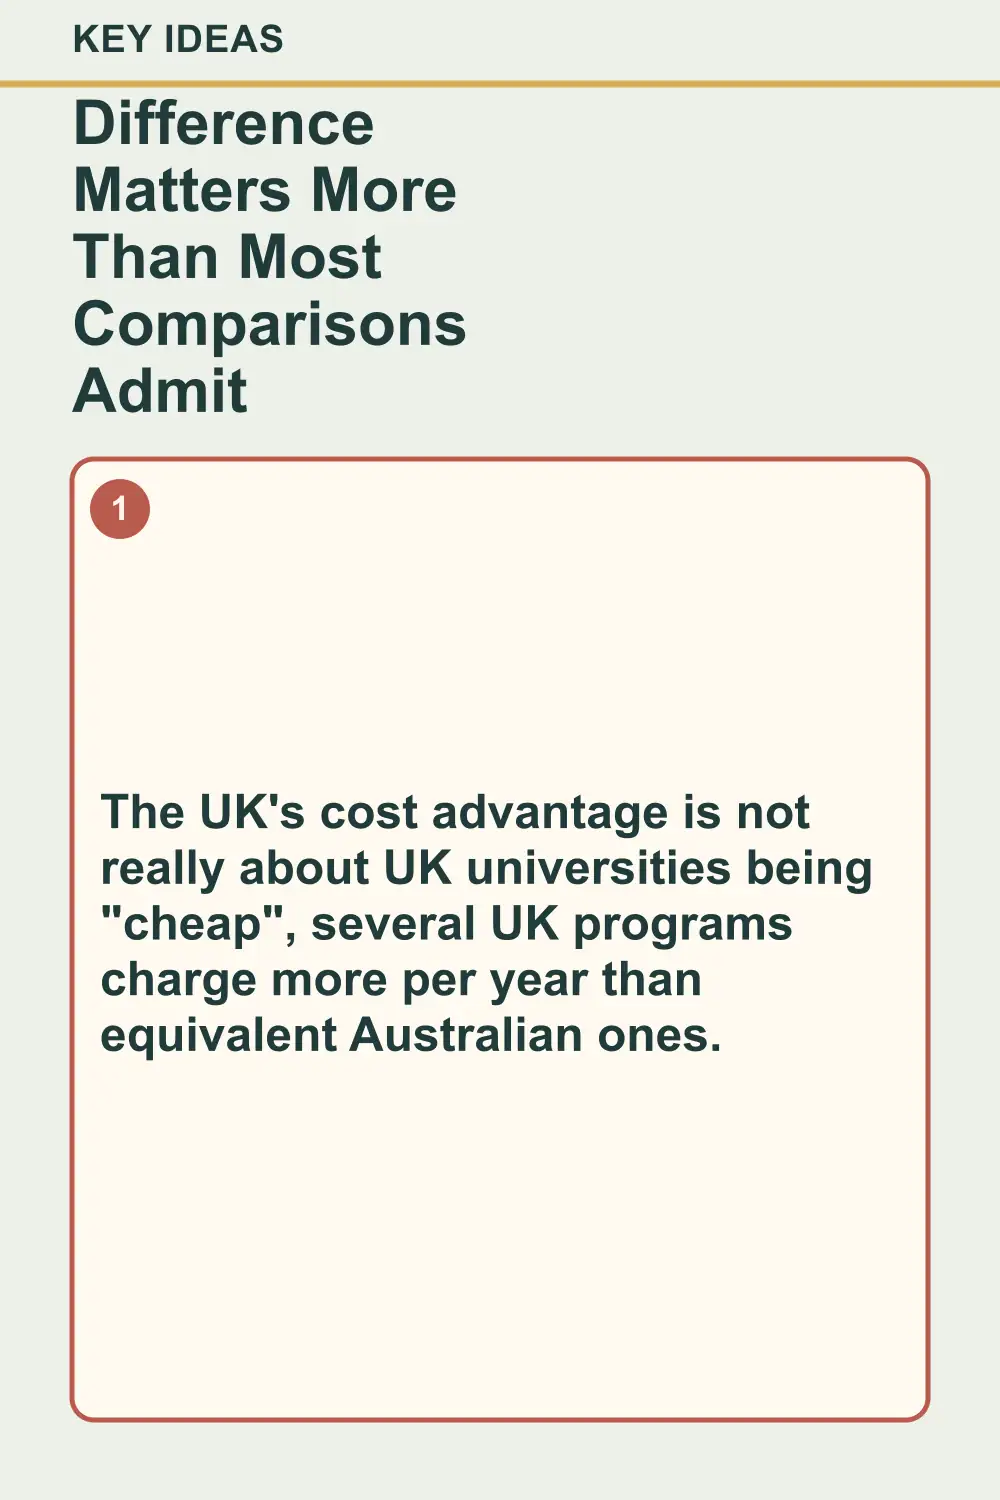 KEY IDEAS
Difference
Matters More
Than Most
Comparisons
Admit
1
The UK's cost advantage is not
really about UK universities being
"cheap", several UK programs
charge more per year than
equivalent Australian ones.